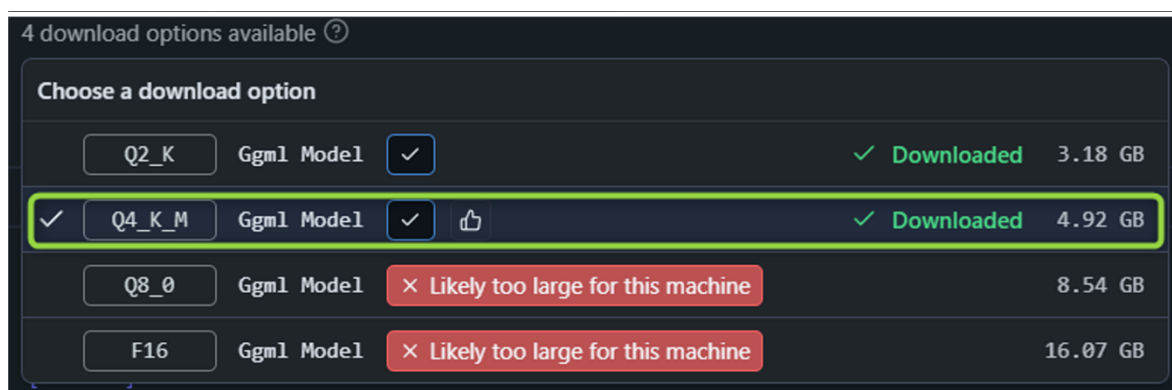 4 download options available ?
Choose a download option
Q2_K Ggml Model Downloaded 3.18 GB
Q4_K_M Ggml Model Downloaded 4.92 GB
Q8_0 Ggml Model × Likely too large for this machine 8.54 GB
F16 Ggml Model × Likely too large for this machine 16.07 GB